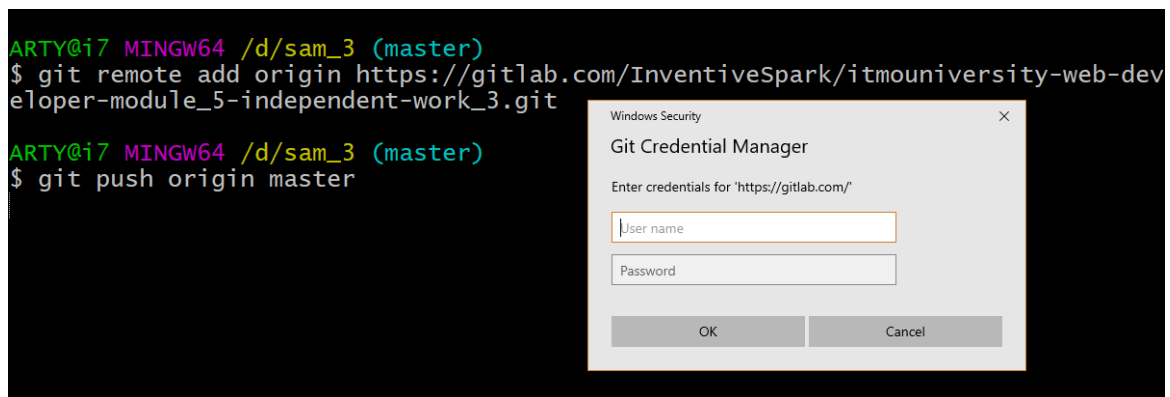 ARTY@i7 MINGW64 /d/sam_3 (master)
$ git remote add origin https://gitlab.com/InventiveSpark/itmouniversity-web-dev
eloper-module_5-independent-work_3.git
ARTY@i7 MINGW64 /d/sam_3 (master)
$ git push origin master
Windows Security
Git Credential Manager
Enter credentials for 'https://gitlab.com/'
User name
Password
OK Cancel